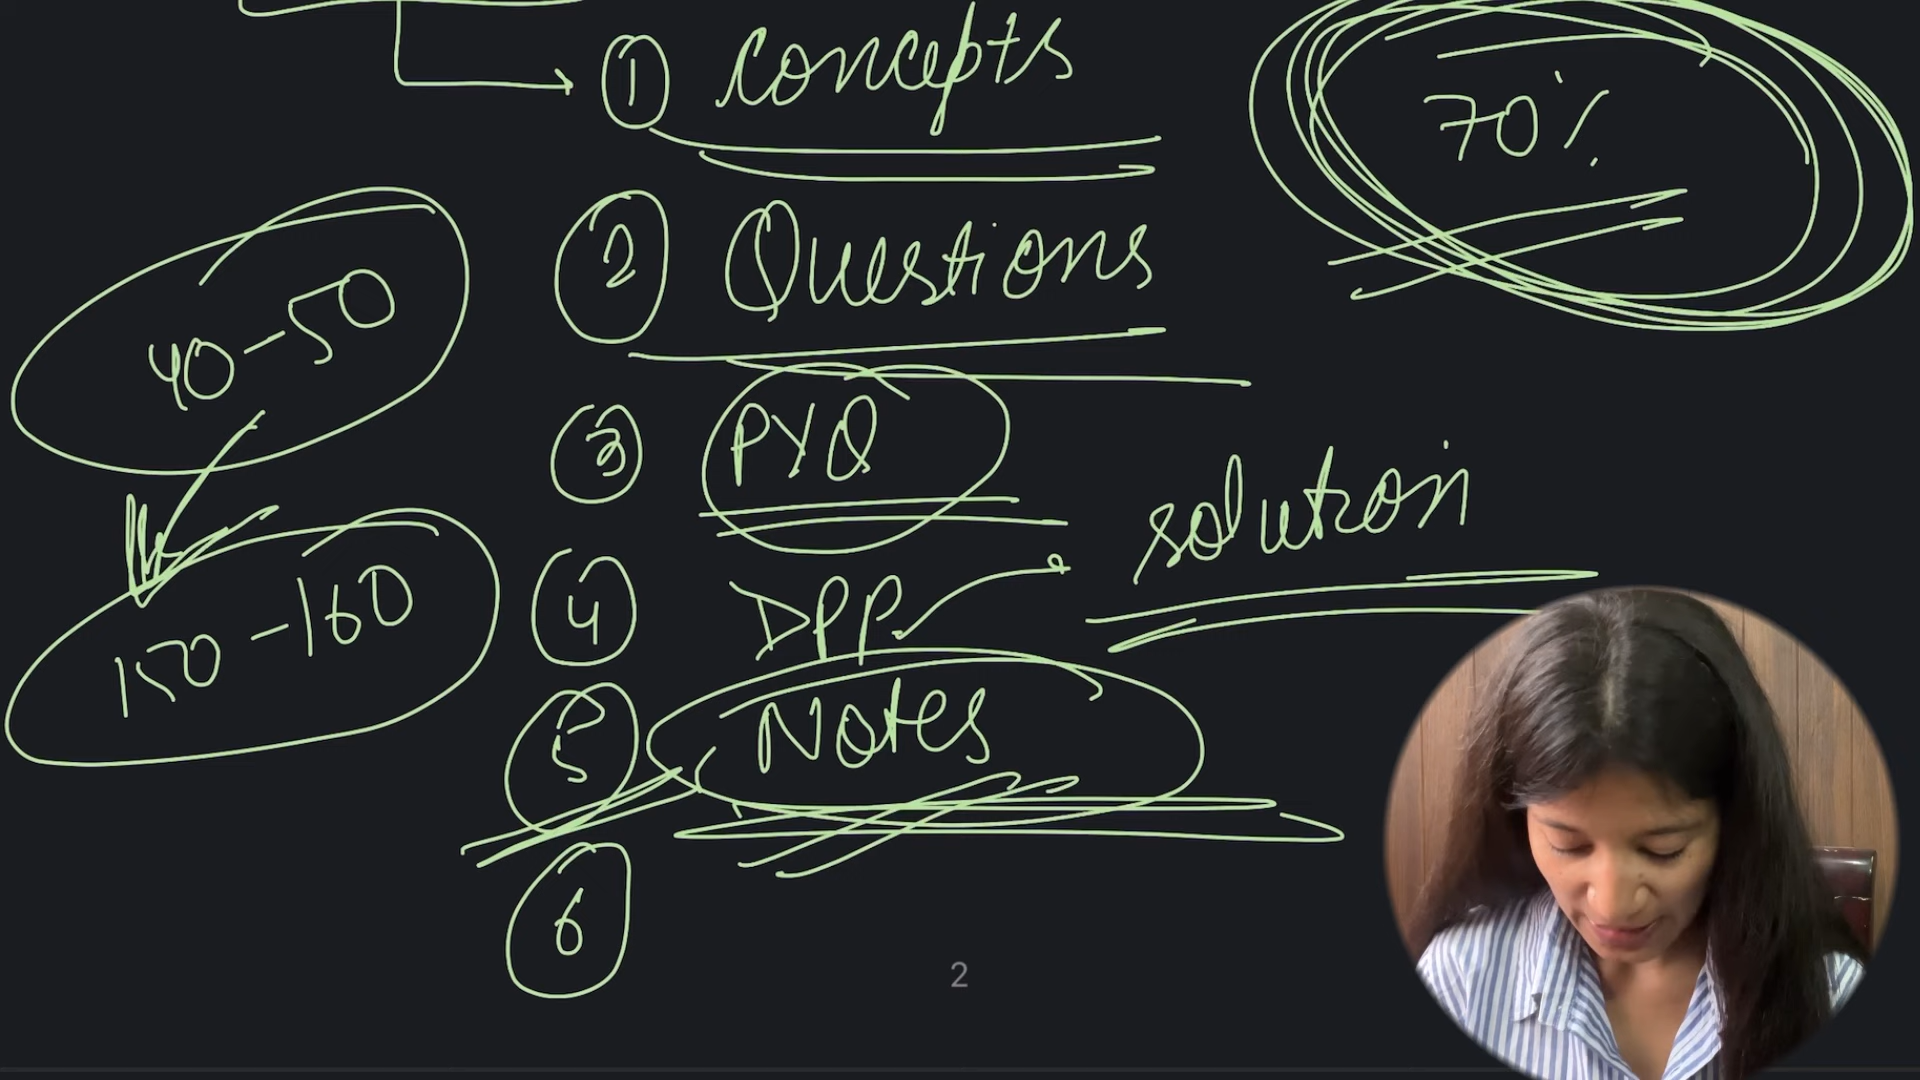 ① concepts
70%
② Questions
40-50
③ PYQ
④ DPP solution
150-160
⑤ Notes
⑥
2